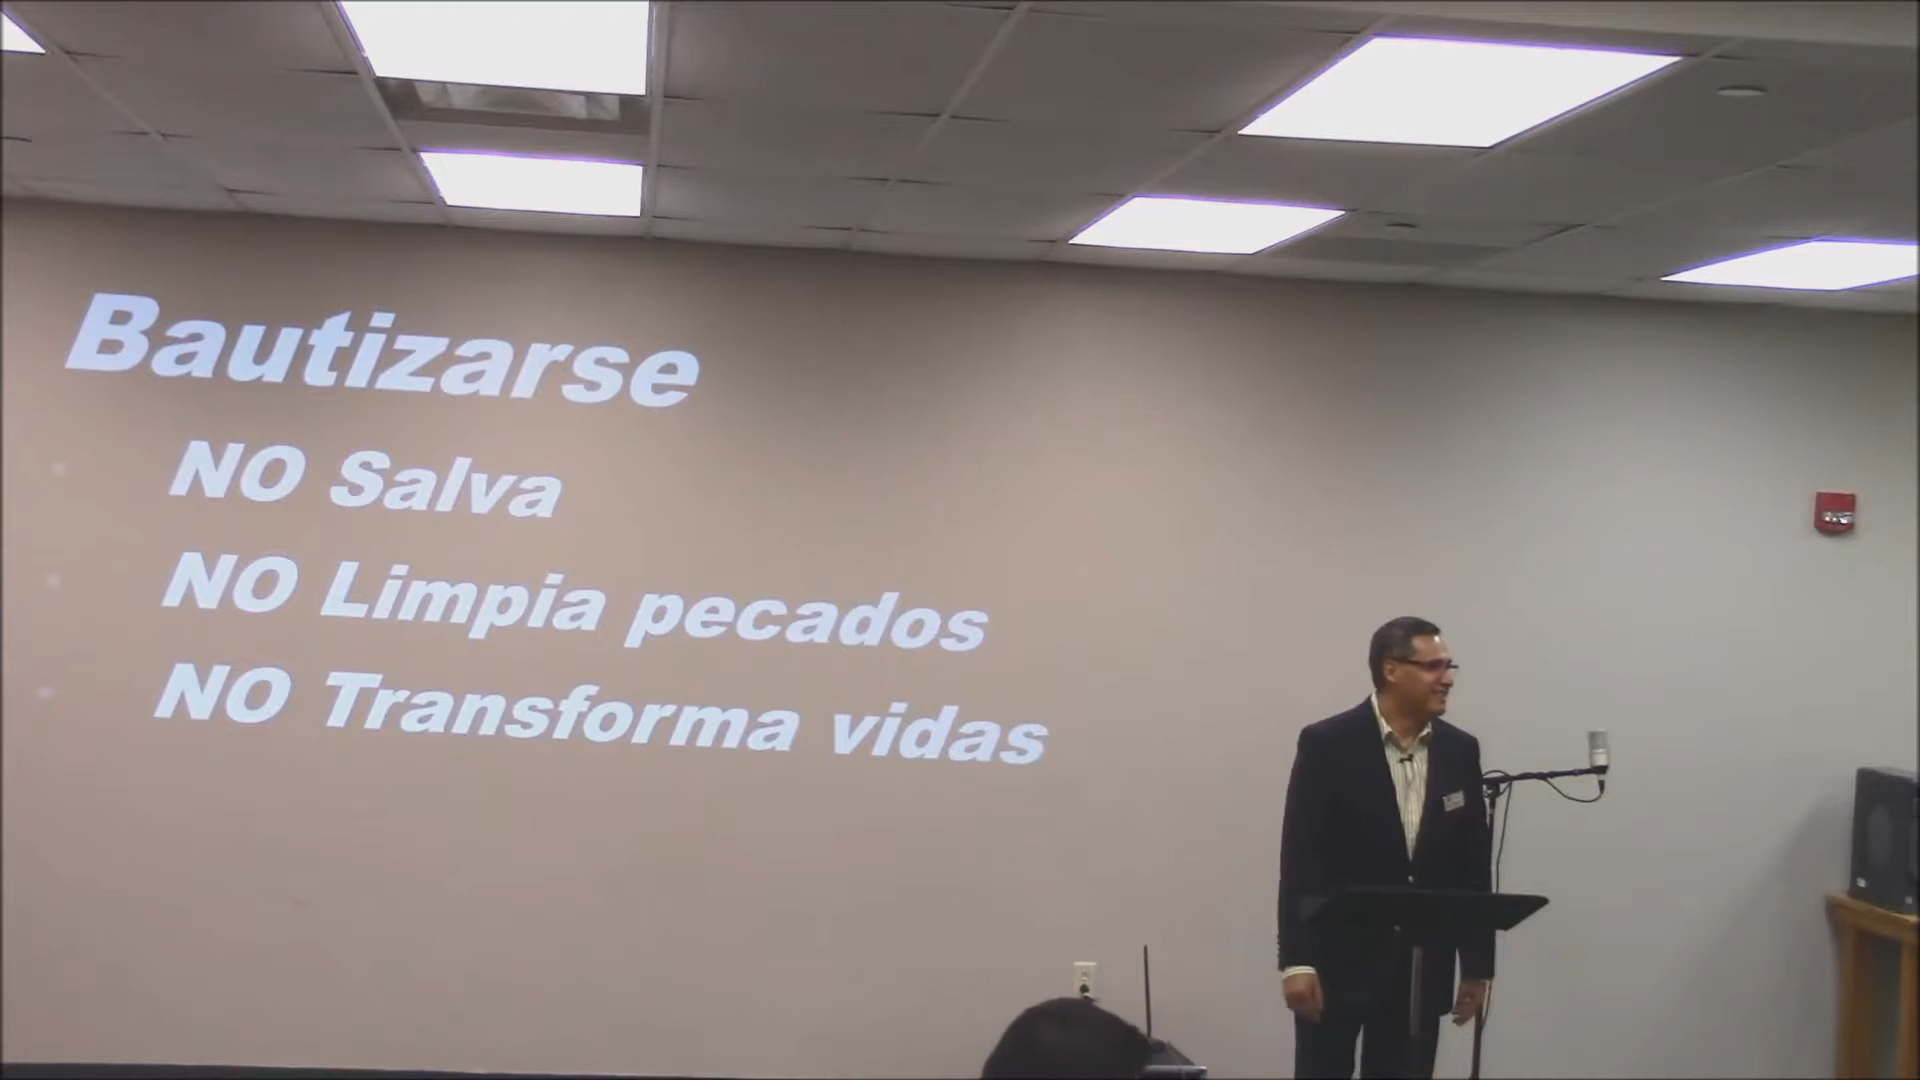 Bautizarse
NO Salva
NO Limpia pecados
NO Transforma vidas